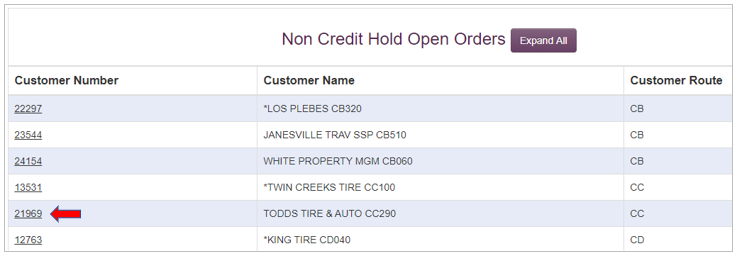 Non Credit Hold Open Orders Expand All
Customer Number Customer Name Customer Route
22297 *LOS PLEBES CB320 CB
23544 JANESVILLE TRAV SSP CB510 CB
24154 WHITE PROPERTY MGM CB060 CB
13531 *TWIN CREEKS TIRE CC100 CC
21969 TODDS TIRE & AUTO CC290 CC
12763 *KING TIRE CD040 CD